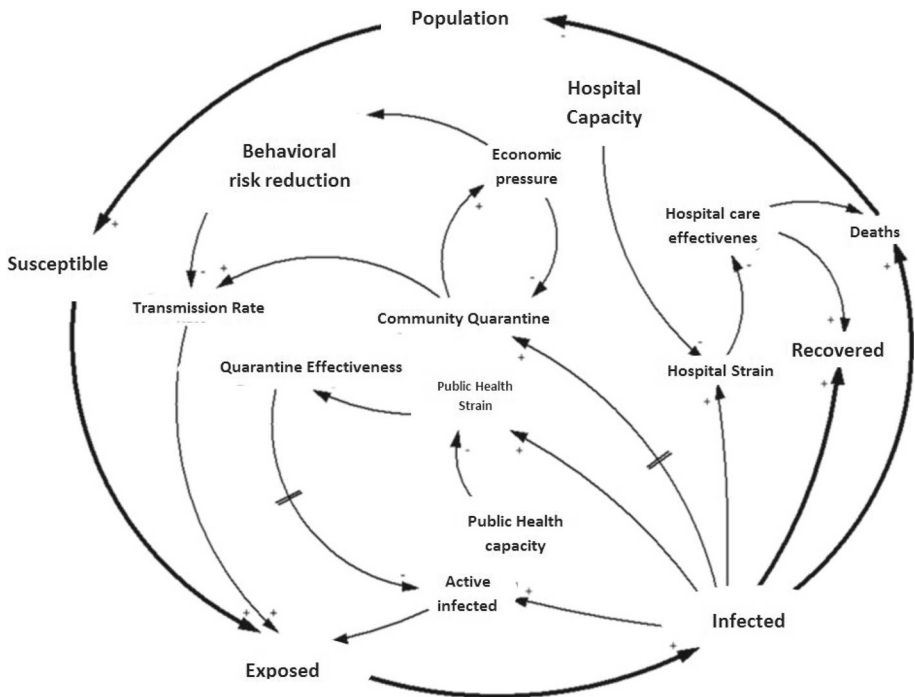 Population
Hospital
Capacity
Behavioral
risk reduction
Economic
pressure
Hospital care
effectivenes
Deaths
Susceptible
Transmission Rate
Community Quarantine
Recovered
Quarantine Effectiveness
Hospital Strain
Public Health
Strain
Public Health
capacity
Active
infected
Infected
Exposed